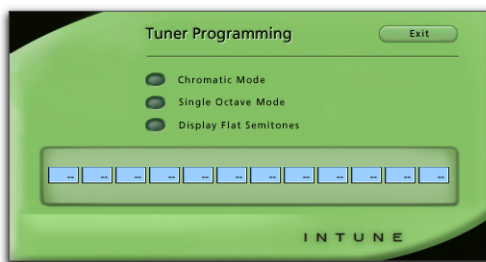 Tuner Programming
Exit
Chromatic Mode
Single Octave Mode
Display Flat Semitones
-- -- -- -- -- -- -- -- -- -- -- --
INTUNE